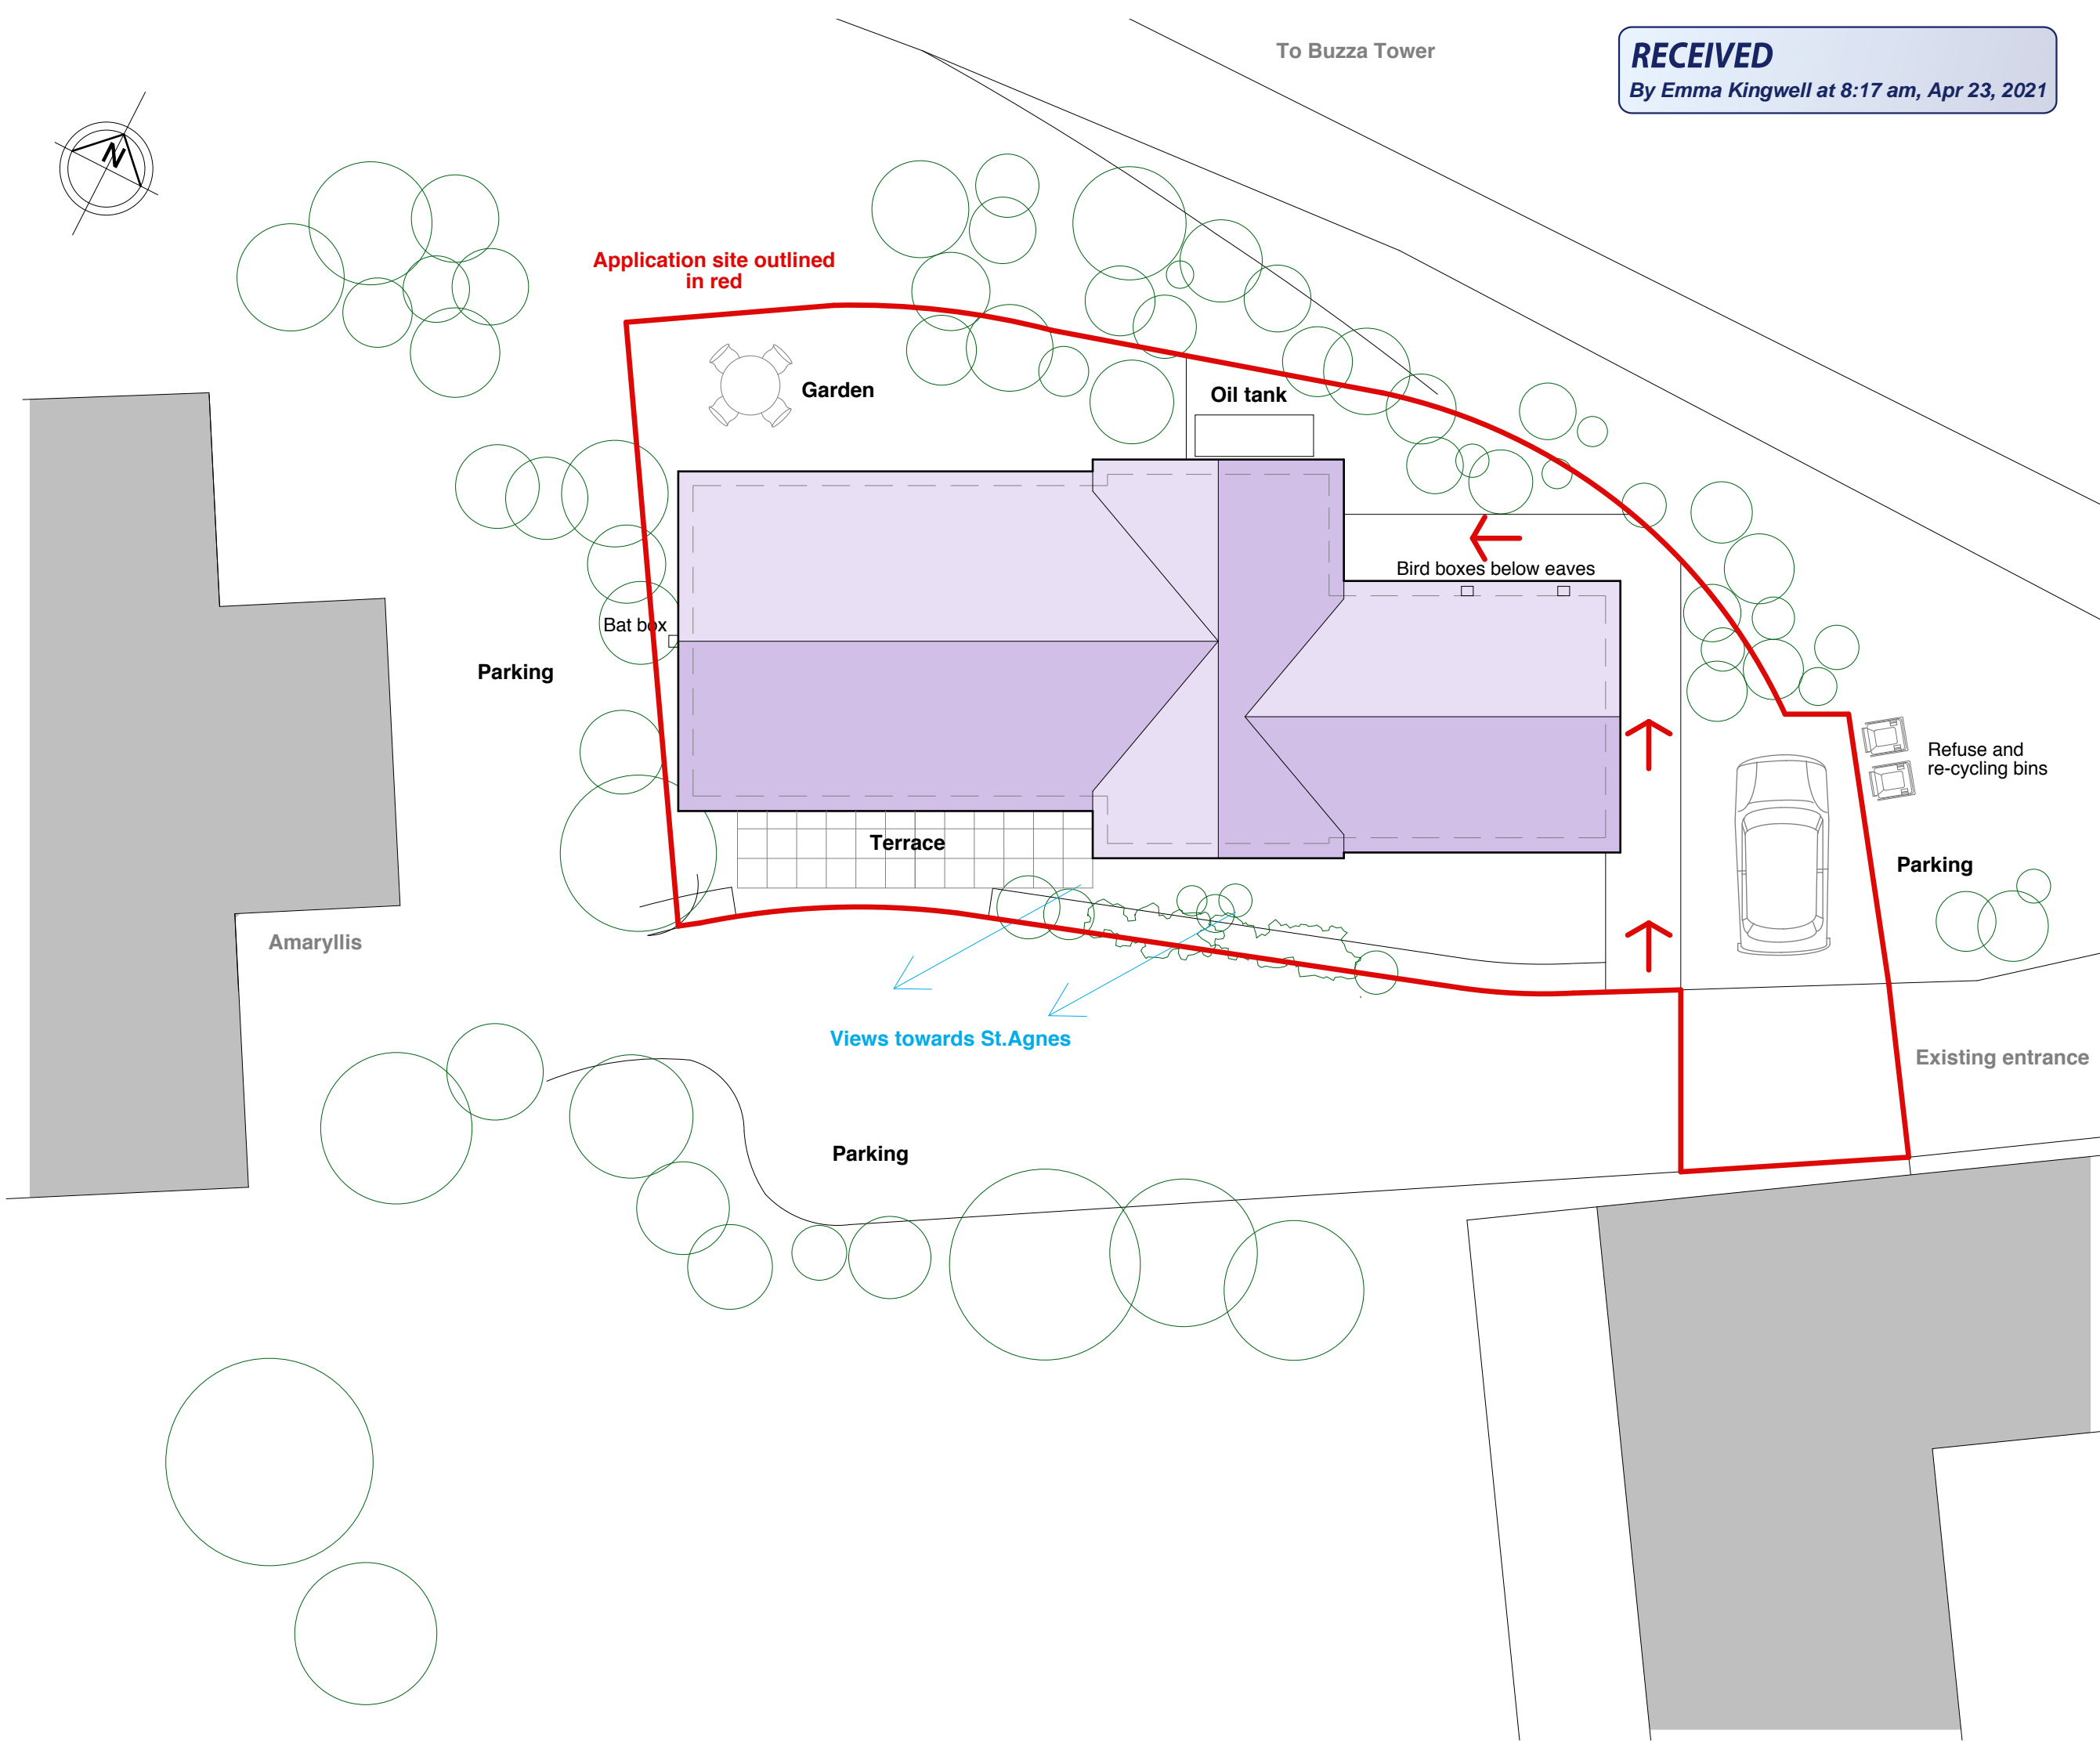 To Buzza Tower
RECEIVED
By Emma Kingwell at 8:17 am, Apr 23, 2021
N
Application site outlined
in red
Garden
Oil tank
Bird boxes below eaves
Bat box
Parking
Refuse and
re-cycling bins
Terrace
Parking
Amaryllis
Views towards St.Agnes
Existing entrance
Parking